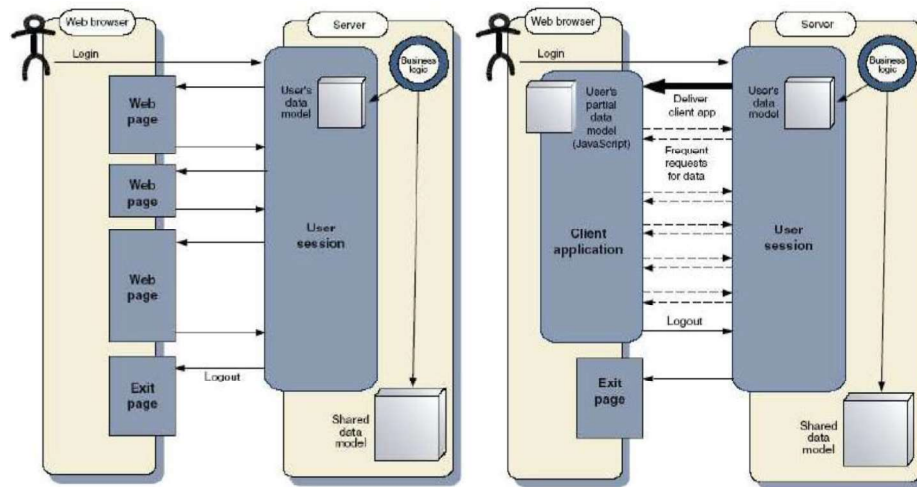 Web browser
Server
Login
Business
logic
User's
data
model
Web
page
Web
page
User
session
Web
page
Logout
Exit
page
Shared
data
model
Web browser
Server
Login
Business
logic
User's
partial
data
model
(JavaScript)
Deliver
client app
User's
data
model
Frequent
requests
for data
Client
application
User
session
Logout
Exit
page
Shared
data
model